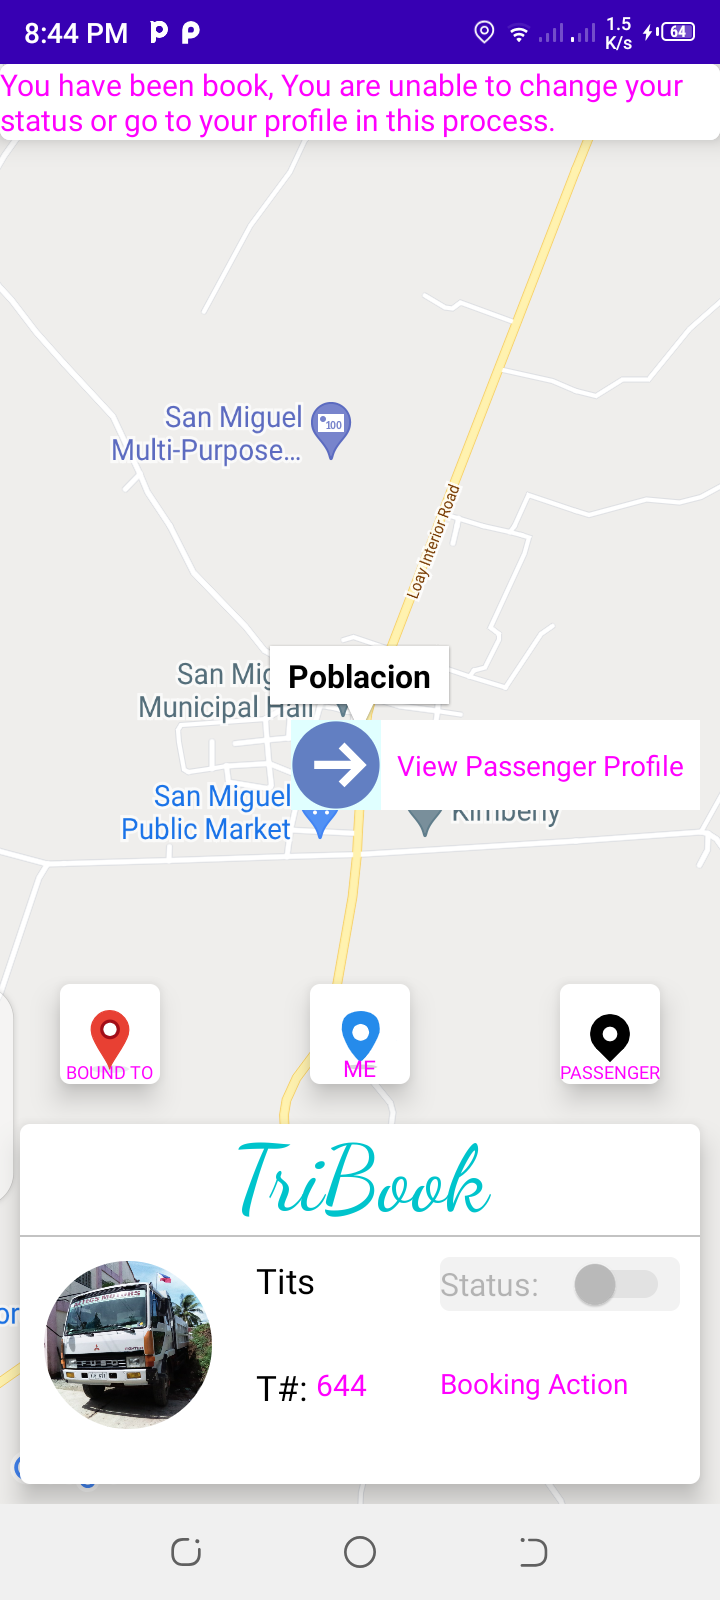 8:44 PM
1.5
K/s
64
You have been book, You are unable to change your
status or go to your profile in this process.
San Miguel
Multi-Purpose...
100
Loay Interior Road
San Mig
Municipal Hall
Poblacion
View Passenger Profile
San Miguel
Public Market
Kimberly
BOUND TO
ME
PASSENGER
TriBook
Tits
Status:
or
T#: 644
Booking Action
FUSO